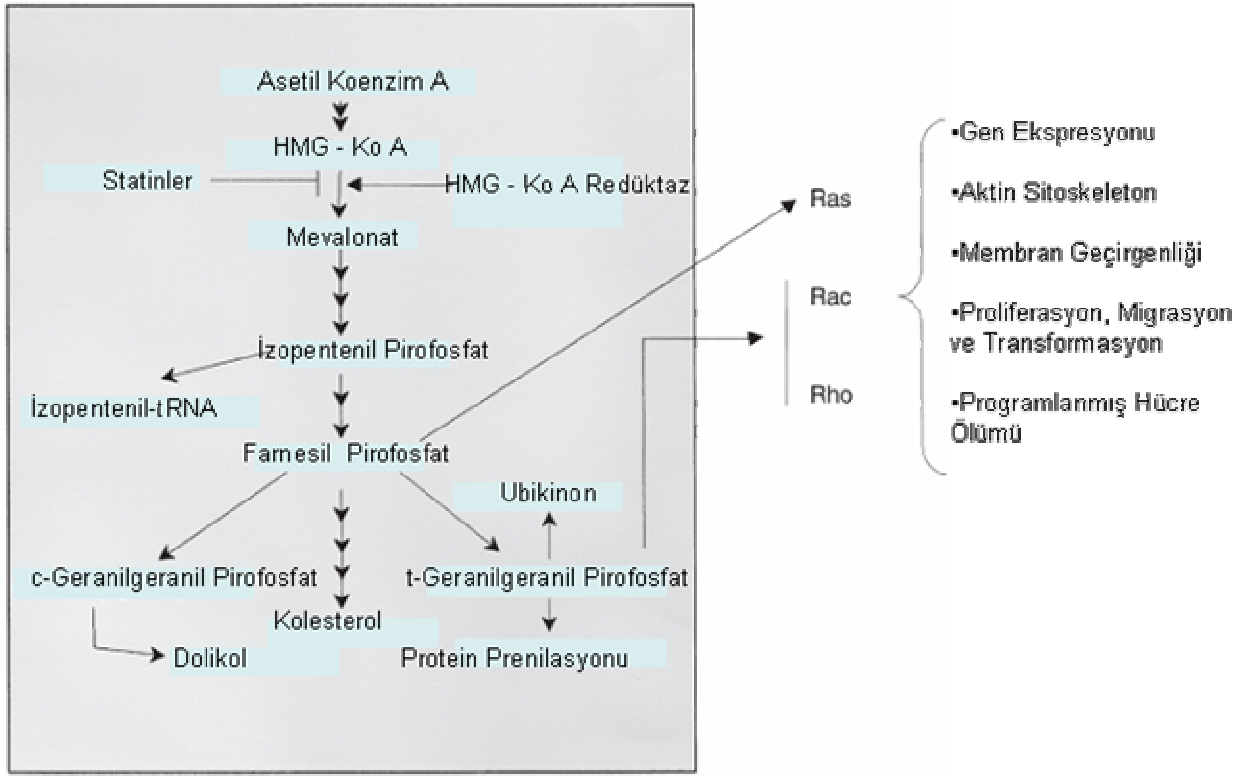 Asetil Koenzim A
HMG - Ko A
Statinler
HMG - Ko A Redüktaz
Mevalonat
İzopentenil Pirofosfat
İzopentenil-tRNA
Farnesil Pirofosfat
Ubikinon
c-Geranilgeranil Pirofosfat
t-Geranilgeranil Pirofosfat
Kolesterol
Dolikol
Protein Prenilasyonu
Ras
Rac
Rho
•Gen Ekspresyonu
•Aktin Sitoskeleton
•Membran Geçirgenliği
•Proliferasyon, Migrasyon
ve Transformasyon
•Programlanmış Hücre
Ölümü